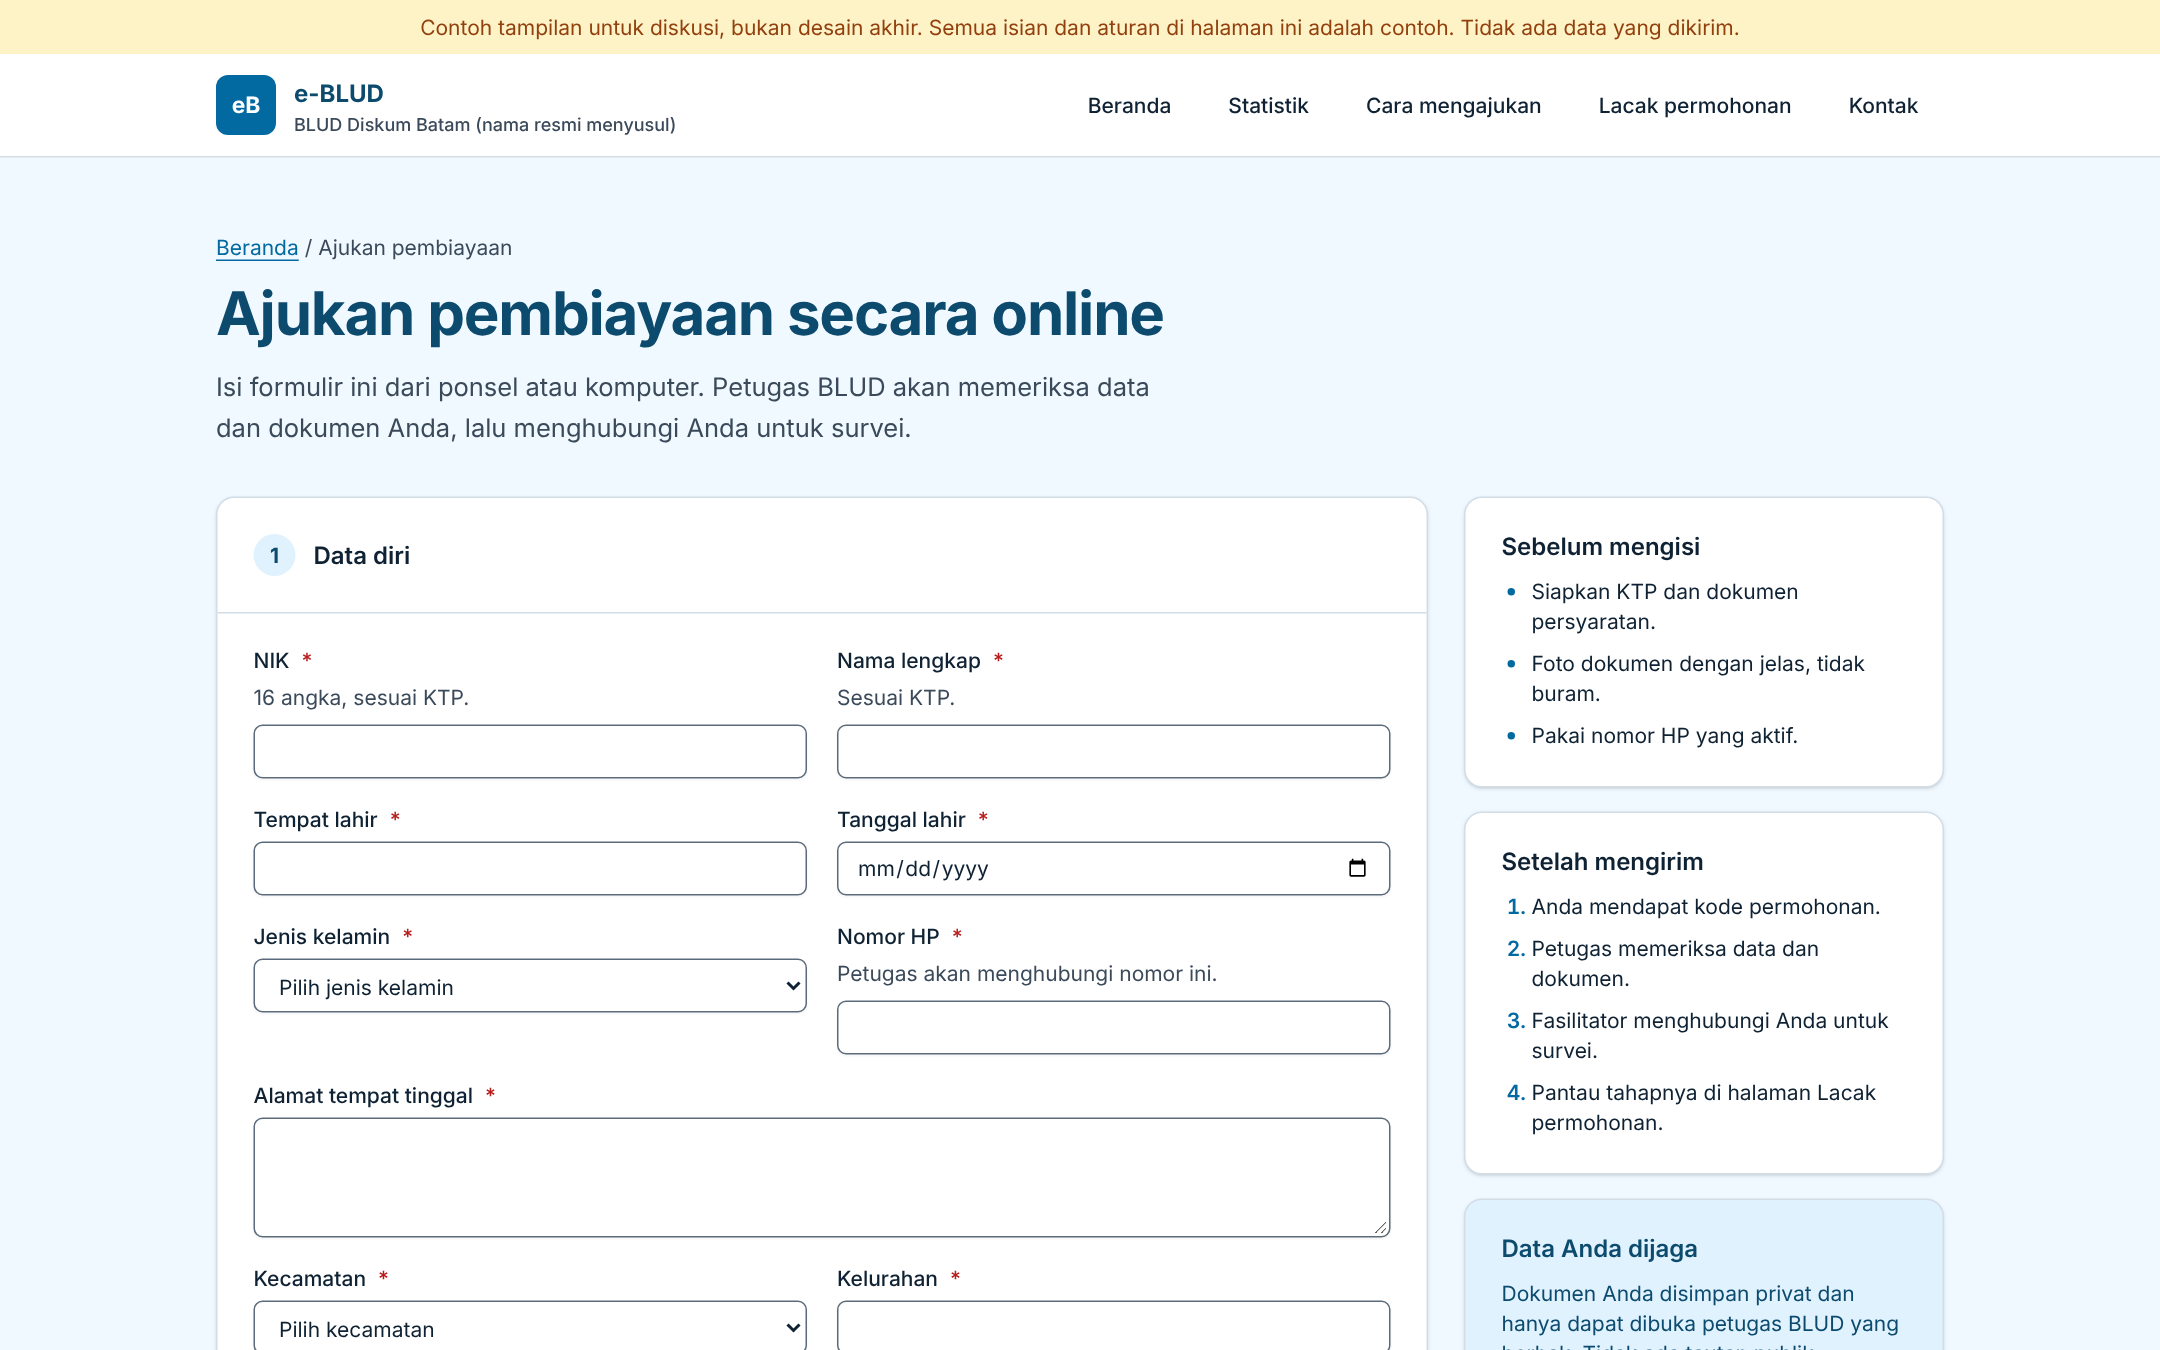 Contoh tampilan untuk diskusi, bukan desain akhir. Semua isian dan aturan di halaman ini adalah contoh. Tidak ada data yang dikirim.
eB
e-BLUD
BLUD Diskum Batam (nama resmi menyusul)
Beranda
Statistik
Cara mengajukan
Lacak permohonan
Kontak
Beranda / Ajukan pembiayaan
Ajukan pembiayaan secara online
Isi formulir ini dari ponsel atau komputer. Petugas BLUD akan memeriksa data
dan dokumen Anda, lalu menghubungi Anda untuk survei.
1 Data diri
NIK *
16 angka, sesuai KTP.
Nama lengkap *
Sesuai KTP.
Tempat lahir *
Tanggal lahir *
mm/dd/yyyy
Jenis kelamin *
Pilih jenis kelamin
Nomor HP *
Petugas akan menghubungi nomor ini.
Alamat tempat tinggal *
Kecamatan *
Pilih kecamatan
Kelurahan *
Sebelum mengisi
• Siapkan KTP dan dokumen
persyaratan.
• Foto dokumen dengan jelas, tidak
buram.
• Pakai nomor HP yang aktif.
Setelah mengirim
1. Anda mendapat kode permohonan.
2. Petugas memeriksa data dan
dokumen.
3. Fasilitator menghubungi Anda untuk
survei.
4. Pantau tahapnya di halaman Lacak
permohonan.
Data Anda dijaga
Dokumen Anda disimpan privat dan
hanya dapat dibuka petugas BLUD yang